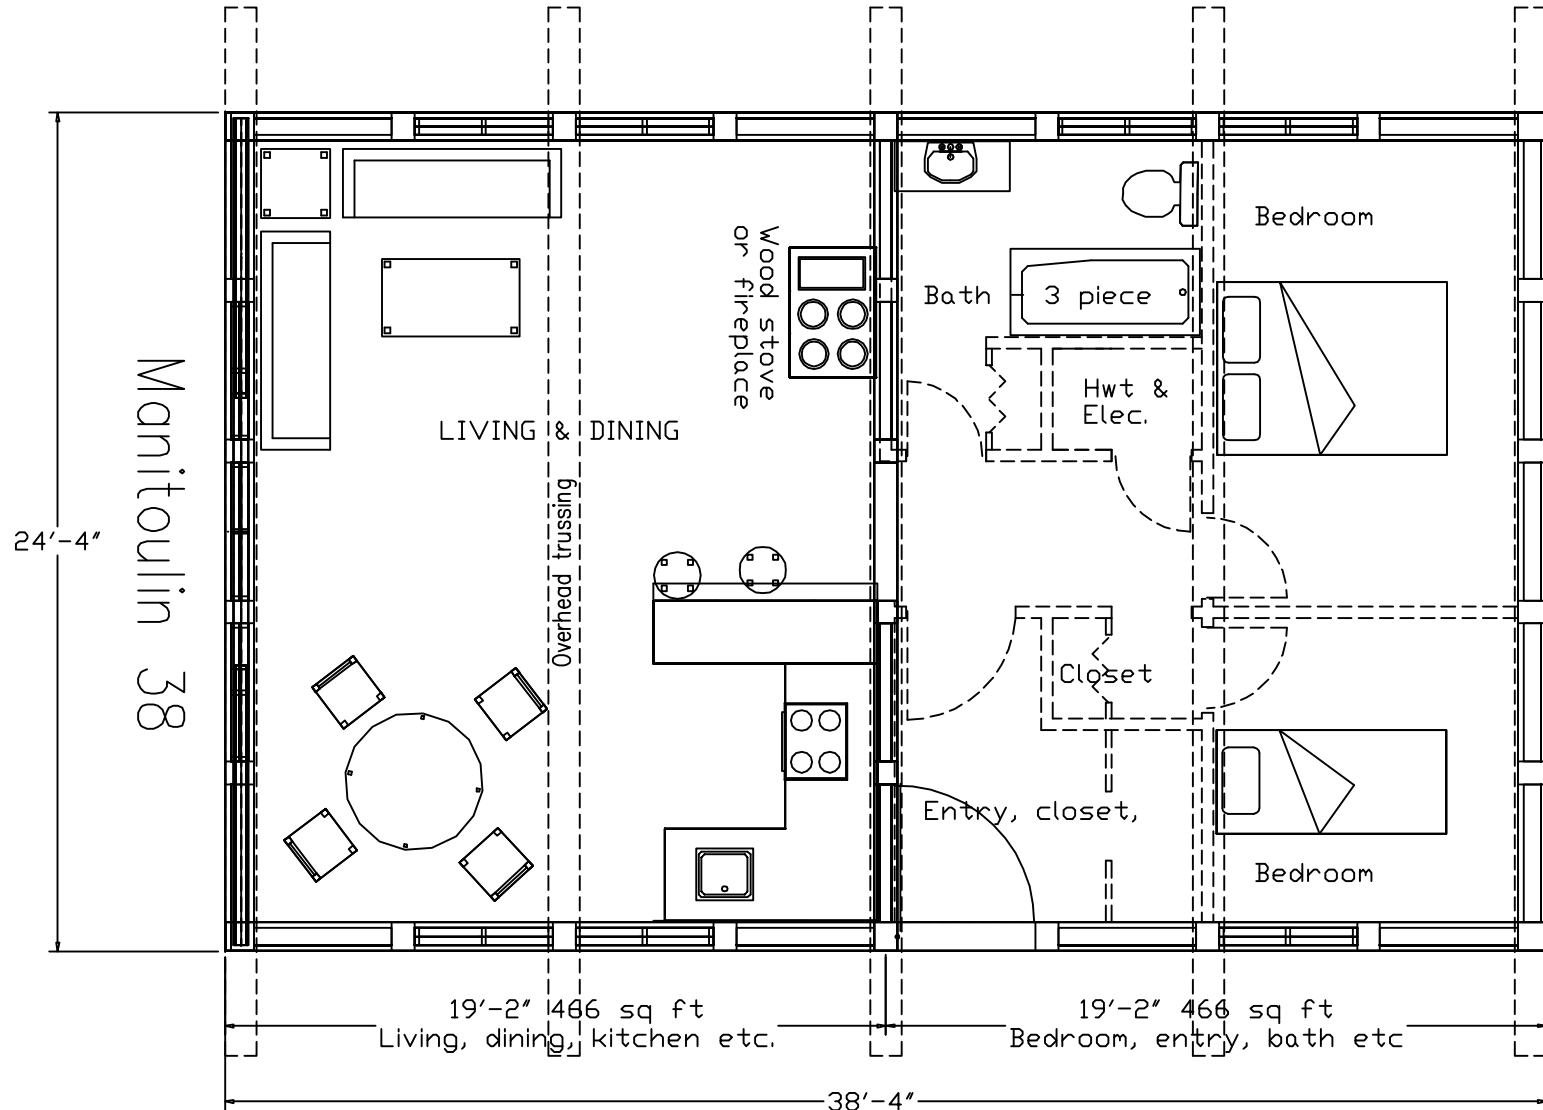 Bedroom
Wood stove
or fireplace
Bath
3 piece
Hwt &
Elec.
LIVING & DINING
Manitoulin 38
24'-4"
Overhead trussing
Closet
Entry, closet,
Bedroom
19'-2" 466 sq ft
Living, dining, kitchen etc.
19'-2" 466 sq ft
Bedroom, entry, bath etc
38'-4"